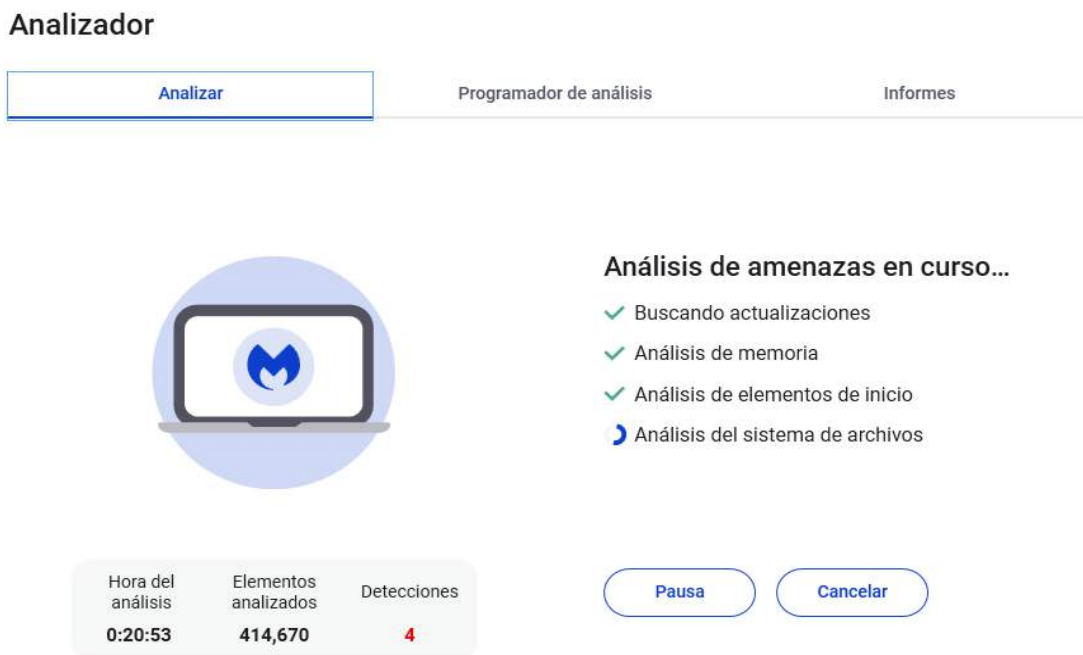 Analizador
Analizar
Programador de análisis
Informes
Análisis de amenazas en curso...
Buscando actualizaciones
Análisis de memoria
Análisis de elementos de inicio
Análisis del sistema de archivos
Hora del
análisis
0:20:53
Elementos
analizados
414,670
Detecciones
4
Pausa
Cancelar